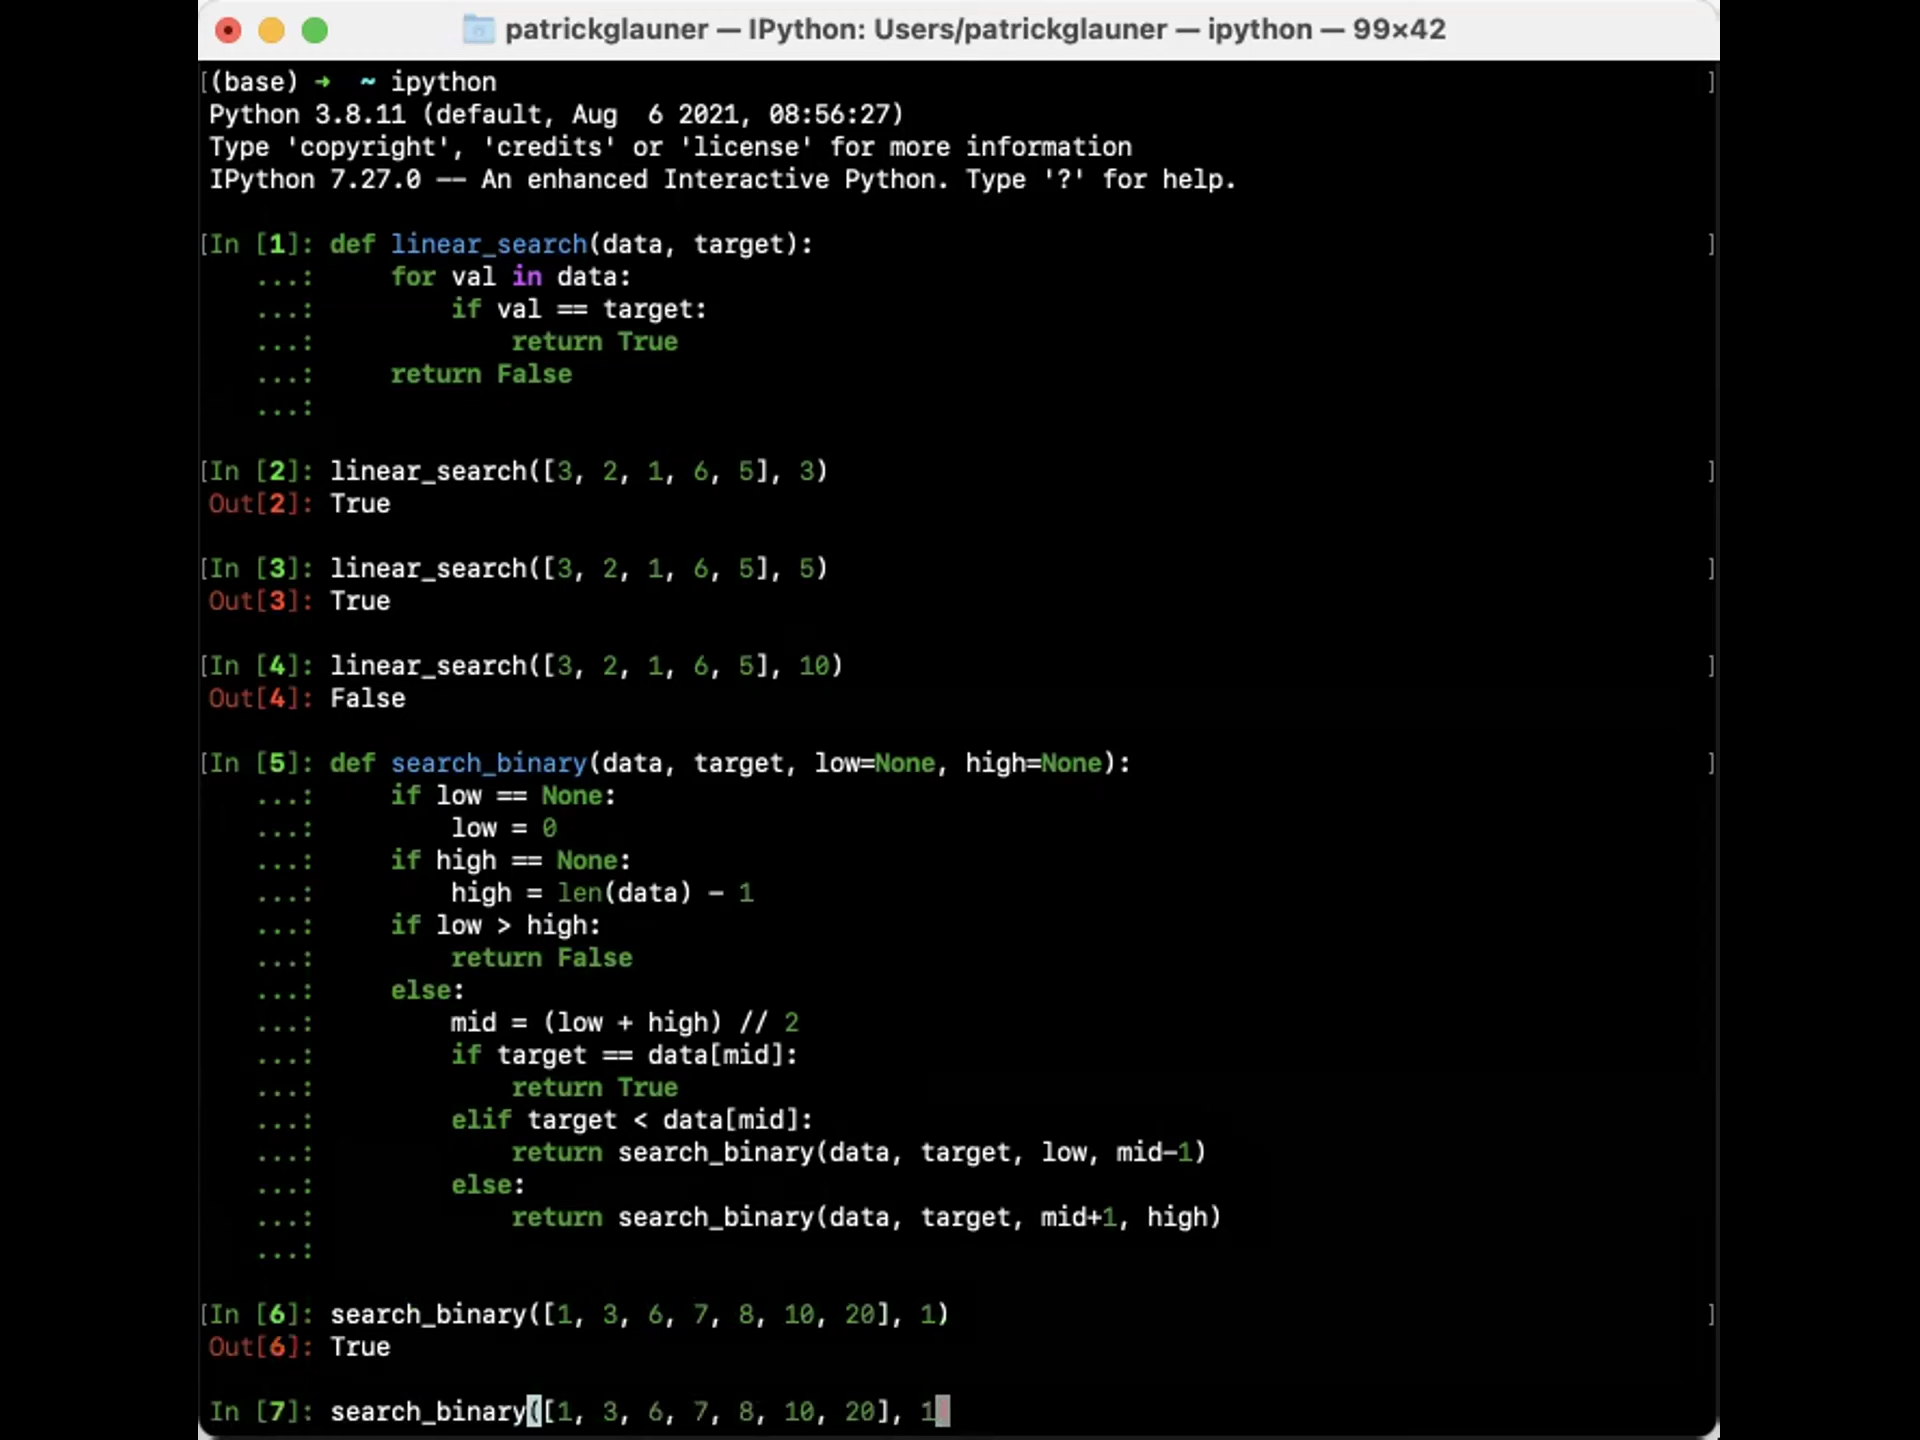 patrickglauner — IPython: Users/patrickglauner — ipython — 99×42
[(base) ➜  ~ ipython ]
Python 3.8.11 (default, Aug  6 2021, 08:56:27)
Type 'copyright', 'credits' or 'license' for more information
IPython 7.27.0 -- An enhanced Interactive Python. Type '?' for help.
[In [1]: def linear_search(data, target): ]
   ...:     for val in data:
   ...:         if val == target:
   ...:             return True
   ...:     return False
   ...:
[In [2]: linear_search([3, 2, 1, 6, 5], 3) ]
Out[2]: True
[In [3]: linear_search([3, 2, 1, 6, 5], 5) ]
Out[3]: True
[In [4]: linear_search([3, 2, 1, 6, 5], 10) ]
Out[4]: False
[In [5]: def search_binary(data, target, low=None, high=None): ]
   ...:     if low == None:
   ...:         low = 0
   ...:     if high == None:
   ...:         high = len(data) - 1
   ...:     if low > high:
   ...:         return False
   ...:     else:
   ...:         mid = (low + high) // 2
   ...:         if target == data[mid]:
   ...:             return True
   ...:         elif target < data[mid]:
   ...:             return search_binary(data, target, low, mid-1)
   ...:         else:
   ...:             return search_binary(data, target, mid+1, high)
   ...:
[In [6]: search_binary([1, 3, 6, 7, 8, 10, 20], 1) ]
Out[6]: True
In [7]: search_binary([1, 3, 6, 7, 8, 10, 20], 1